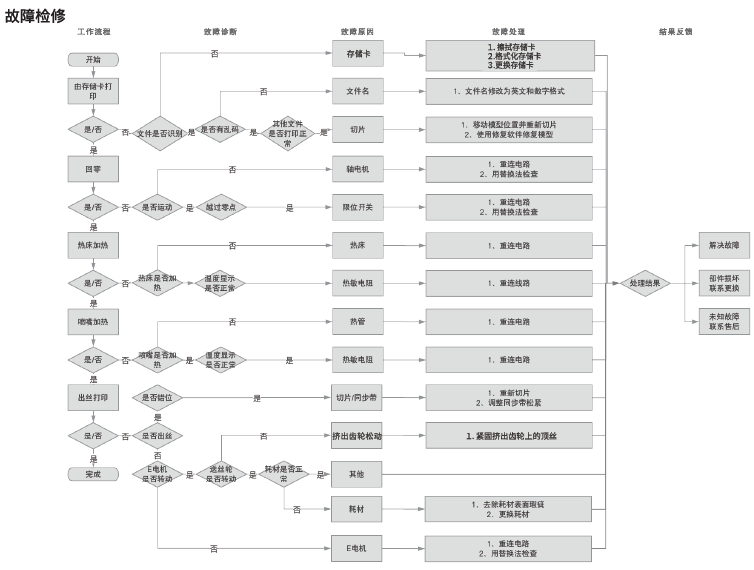 故障检修
工作流程
故障诊断
故障原因
故障处理
结果反馈
开始
否
存储卡
1.擦拭存储卡
2.格式化存储卡
3.更换存储卡
由存储卡打
印
否
文件名
1．文件名修改为英文和数字格式
是/否
否
文件是否识别
是
是否有乱码
是
其他文件
是否打印正
常
是
切片
1．移动模型位置并重新切片
2．使用修复软件修复模型
是
回零
否
轴电机
1．重连电路
2．用替换法检查
是/否
否
是否运动
是
越过零点
是
限位开关
1．重连电路
2．用替换法检查
是
热床加热
否
热床
1．重连电路
解决故障
是/否
否
热床是否加
热
是
温度显示
是否正常
热敏电阻
1．重连线路
处理结果
部件损坏
联系更换
是
喷嘴加热
否
热管
1．重连电路
未知故障
联系售后
是/否
否
喷嘴是否加
热
是
温度显示
是否正常
是
热敏电阻
1．重连电路
是
出丝打印
是否错位
是
切片/同步带
1．重新切片
2．调整同步带松紧
是
是/否
否
是否出丝
否
挤出齿轮松动
1.紧固挤出齿轮上的顶丝
是
否
完成
E电机
是否转动
是
送丝轮
是否转动
是
耗材是否正
常
是
其他
否
耗材
1．去除耗材表面瑕疵
2．更换耗材
否
E电机
1．重连电路
2．用替换法检查